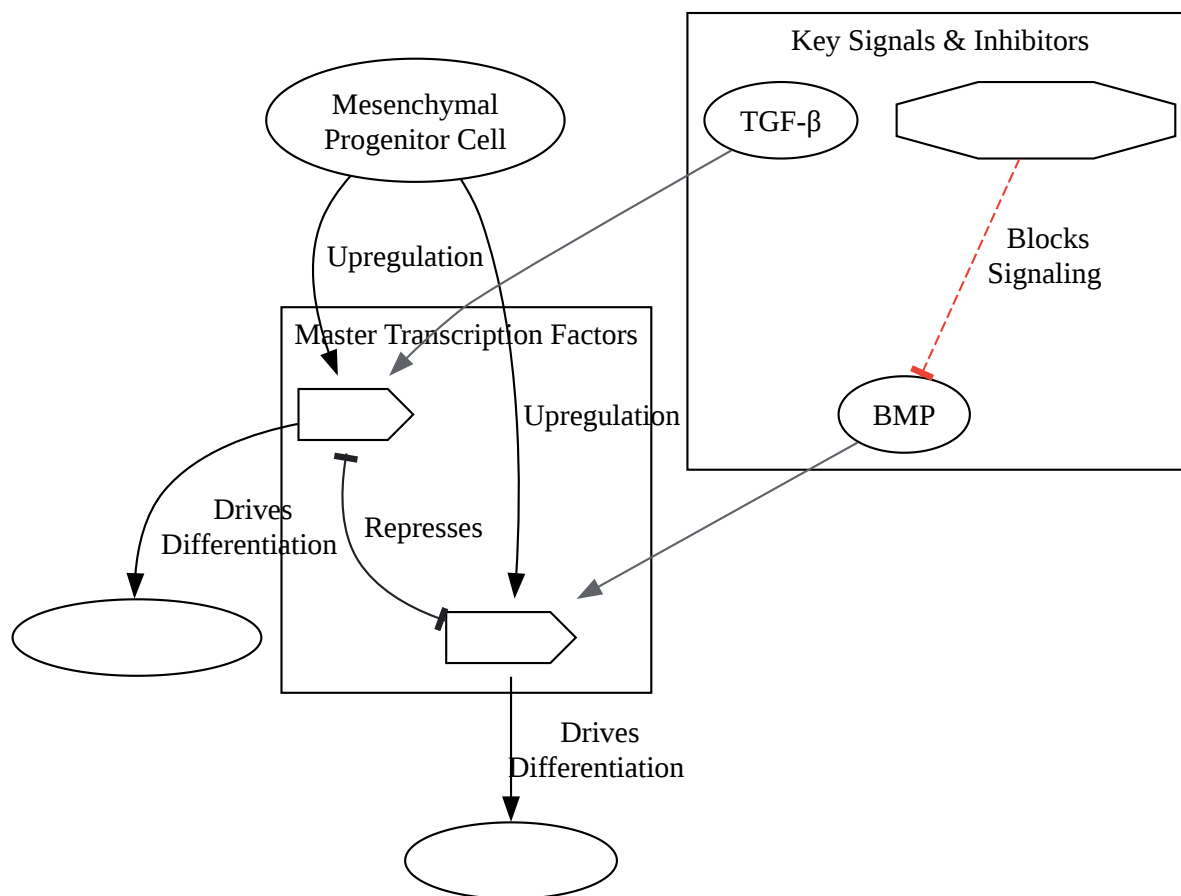 Key Signals & Inhibitors
Mesenchymal
Progenitor Cell
TGF-β
Upregulation
Blocks
Signaling
Master Transcription Factors
Upregulation
BMP
Drives
Differentiation
Represses
Drives
Differentiation